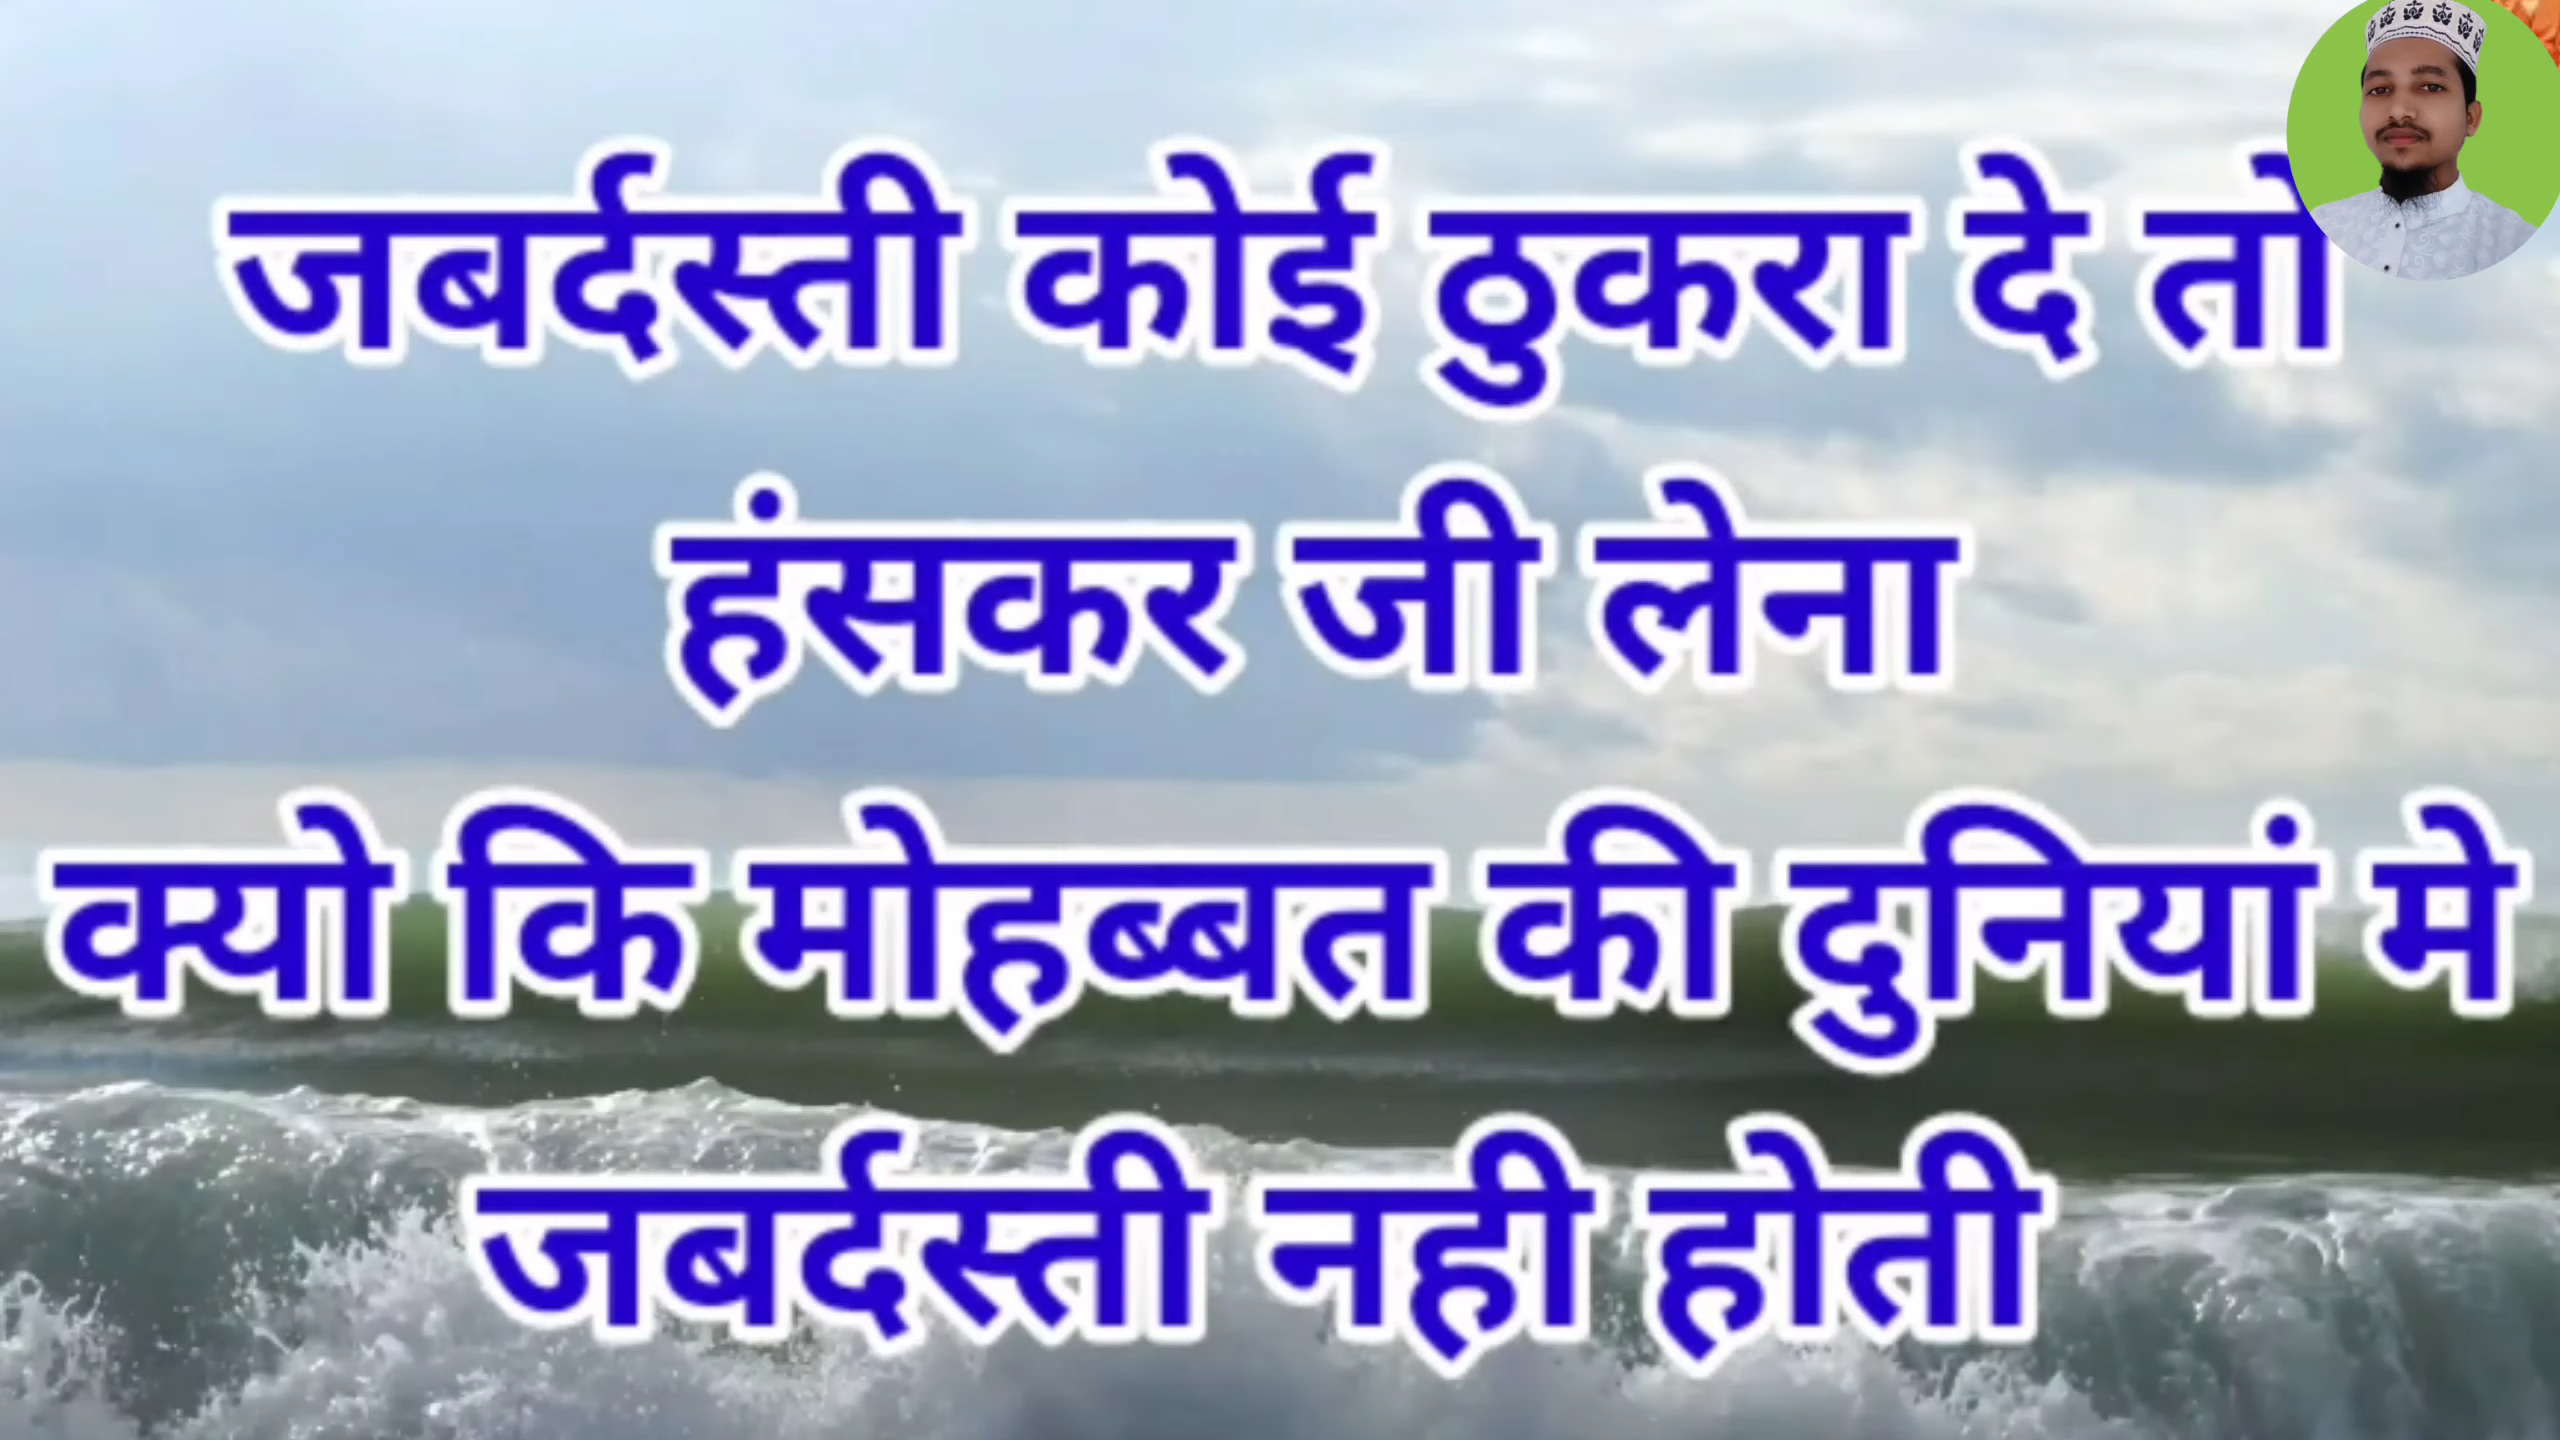 जबर्दस्ती कोई ठुकरा दे तो
हंसकर जी लेना
क्यो कि मोहब्बत की दुनियां मे
जबर्दस्ती नही होती